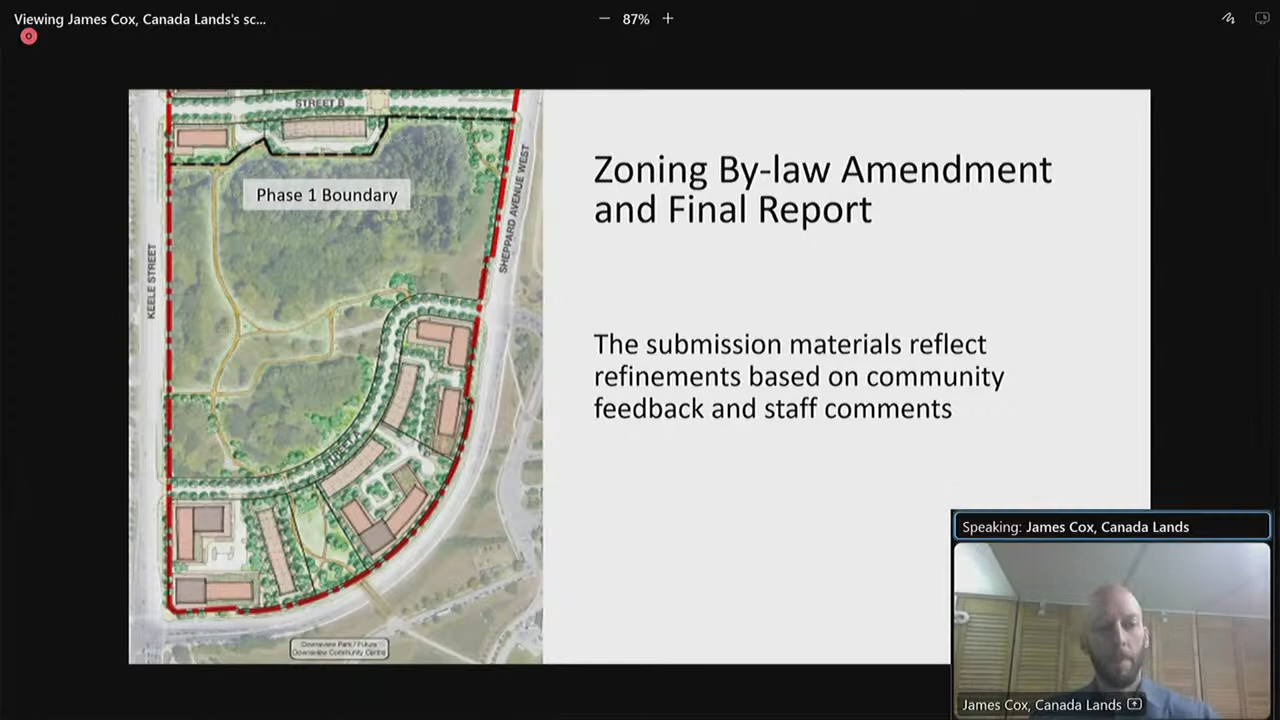 Viewing James Cox, Canada Lands's sc...
87%
STREET B
Phase 1 Boundary
KEELE STREET
SHEPPARD AVENUE WEST
Downsview Park / Future
Downsview Community Centre
Zoning By-law Amendment
and Final Report
The submission materials reflect
refinements based on community
feedback and staff comments
Speaking: James Cox, Canada Lands
James Cox, Canada Lands